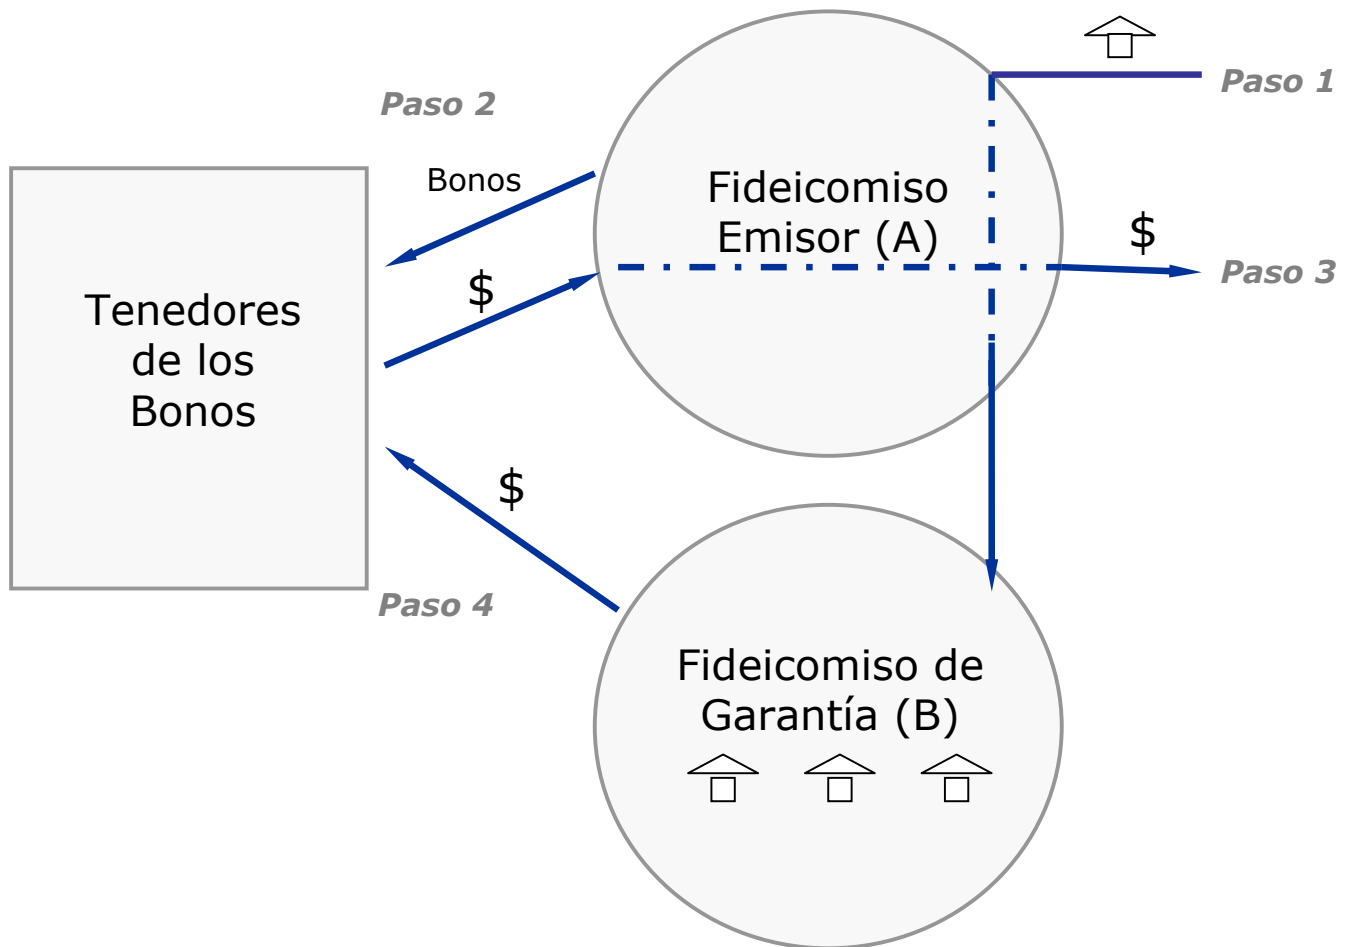 Paso 1
Paso 2
Bonos
Fideicomiso
Emisor (A)
$
Paso 3
$
Tenedores
de los
Bonos
$
Paso 4
Fideicomiso de
Garantía (B)